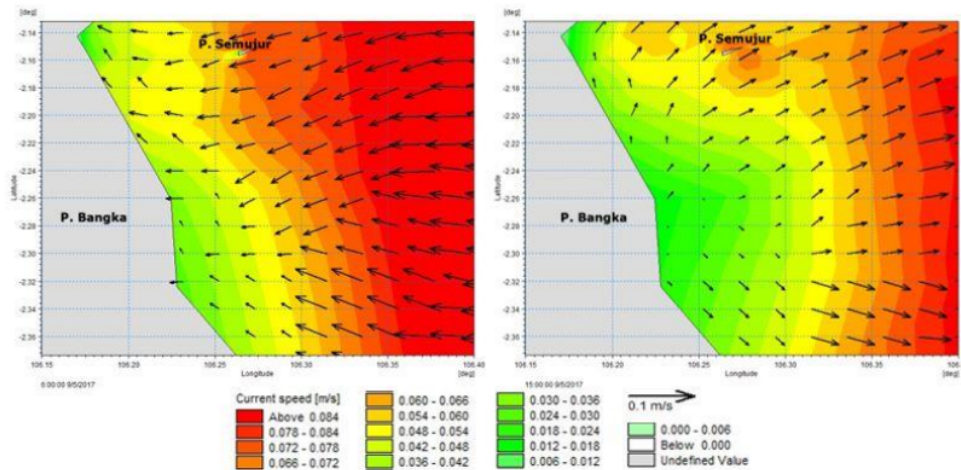 [deg]
-2.14
-2.16
-2.18
-2.20
-2.22
-2.24
-2.26
-2.28
-2.30
-2.32
-2.34
-2.36
Latitude
P. Semujur
P. Bangka
106.15 106.20 106.25 106.30 106.35 106.40
Longitude [deg]
6:00:00 9/5/2017
[deg]
-2.14
-2.16
-2.18
-2.20
-2.22
-2.24
-2.26
-2.28
-2.30
-2.32
-2.34
-2.36
Latitude
P. Semujur
P. Bangka
106.15 106.20 106.25 106.30 106.35 106.40
Longitude [deg]
15:00:00 9/5/2017
Current speed [m/s]
Above 0.084
0.078 - 0.084
0.072 - 0.078
0.066 - 0.072
0.060 - 0.066
0.054 - 0.060
0.048 - 0.054
0.042 - 0.048
0.036 - 0.042
0.030 - 0.036
0.024 - 0.030
0.018 - 0.024
0.012 - 0.018
0.006 - 0.012
0.1 m/s
0.000 - 0.006
Below 0.000
Undefined Value